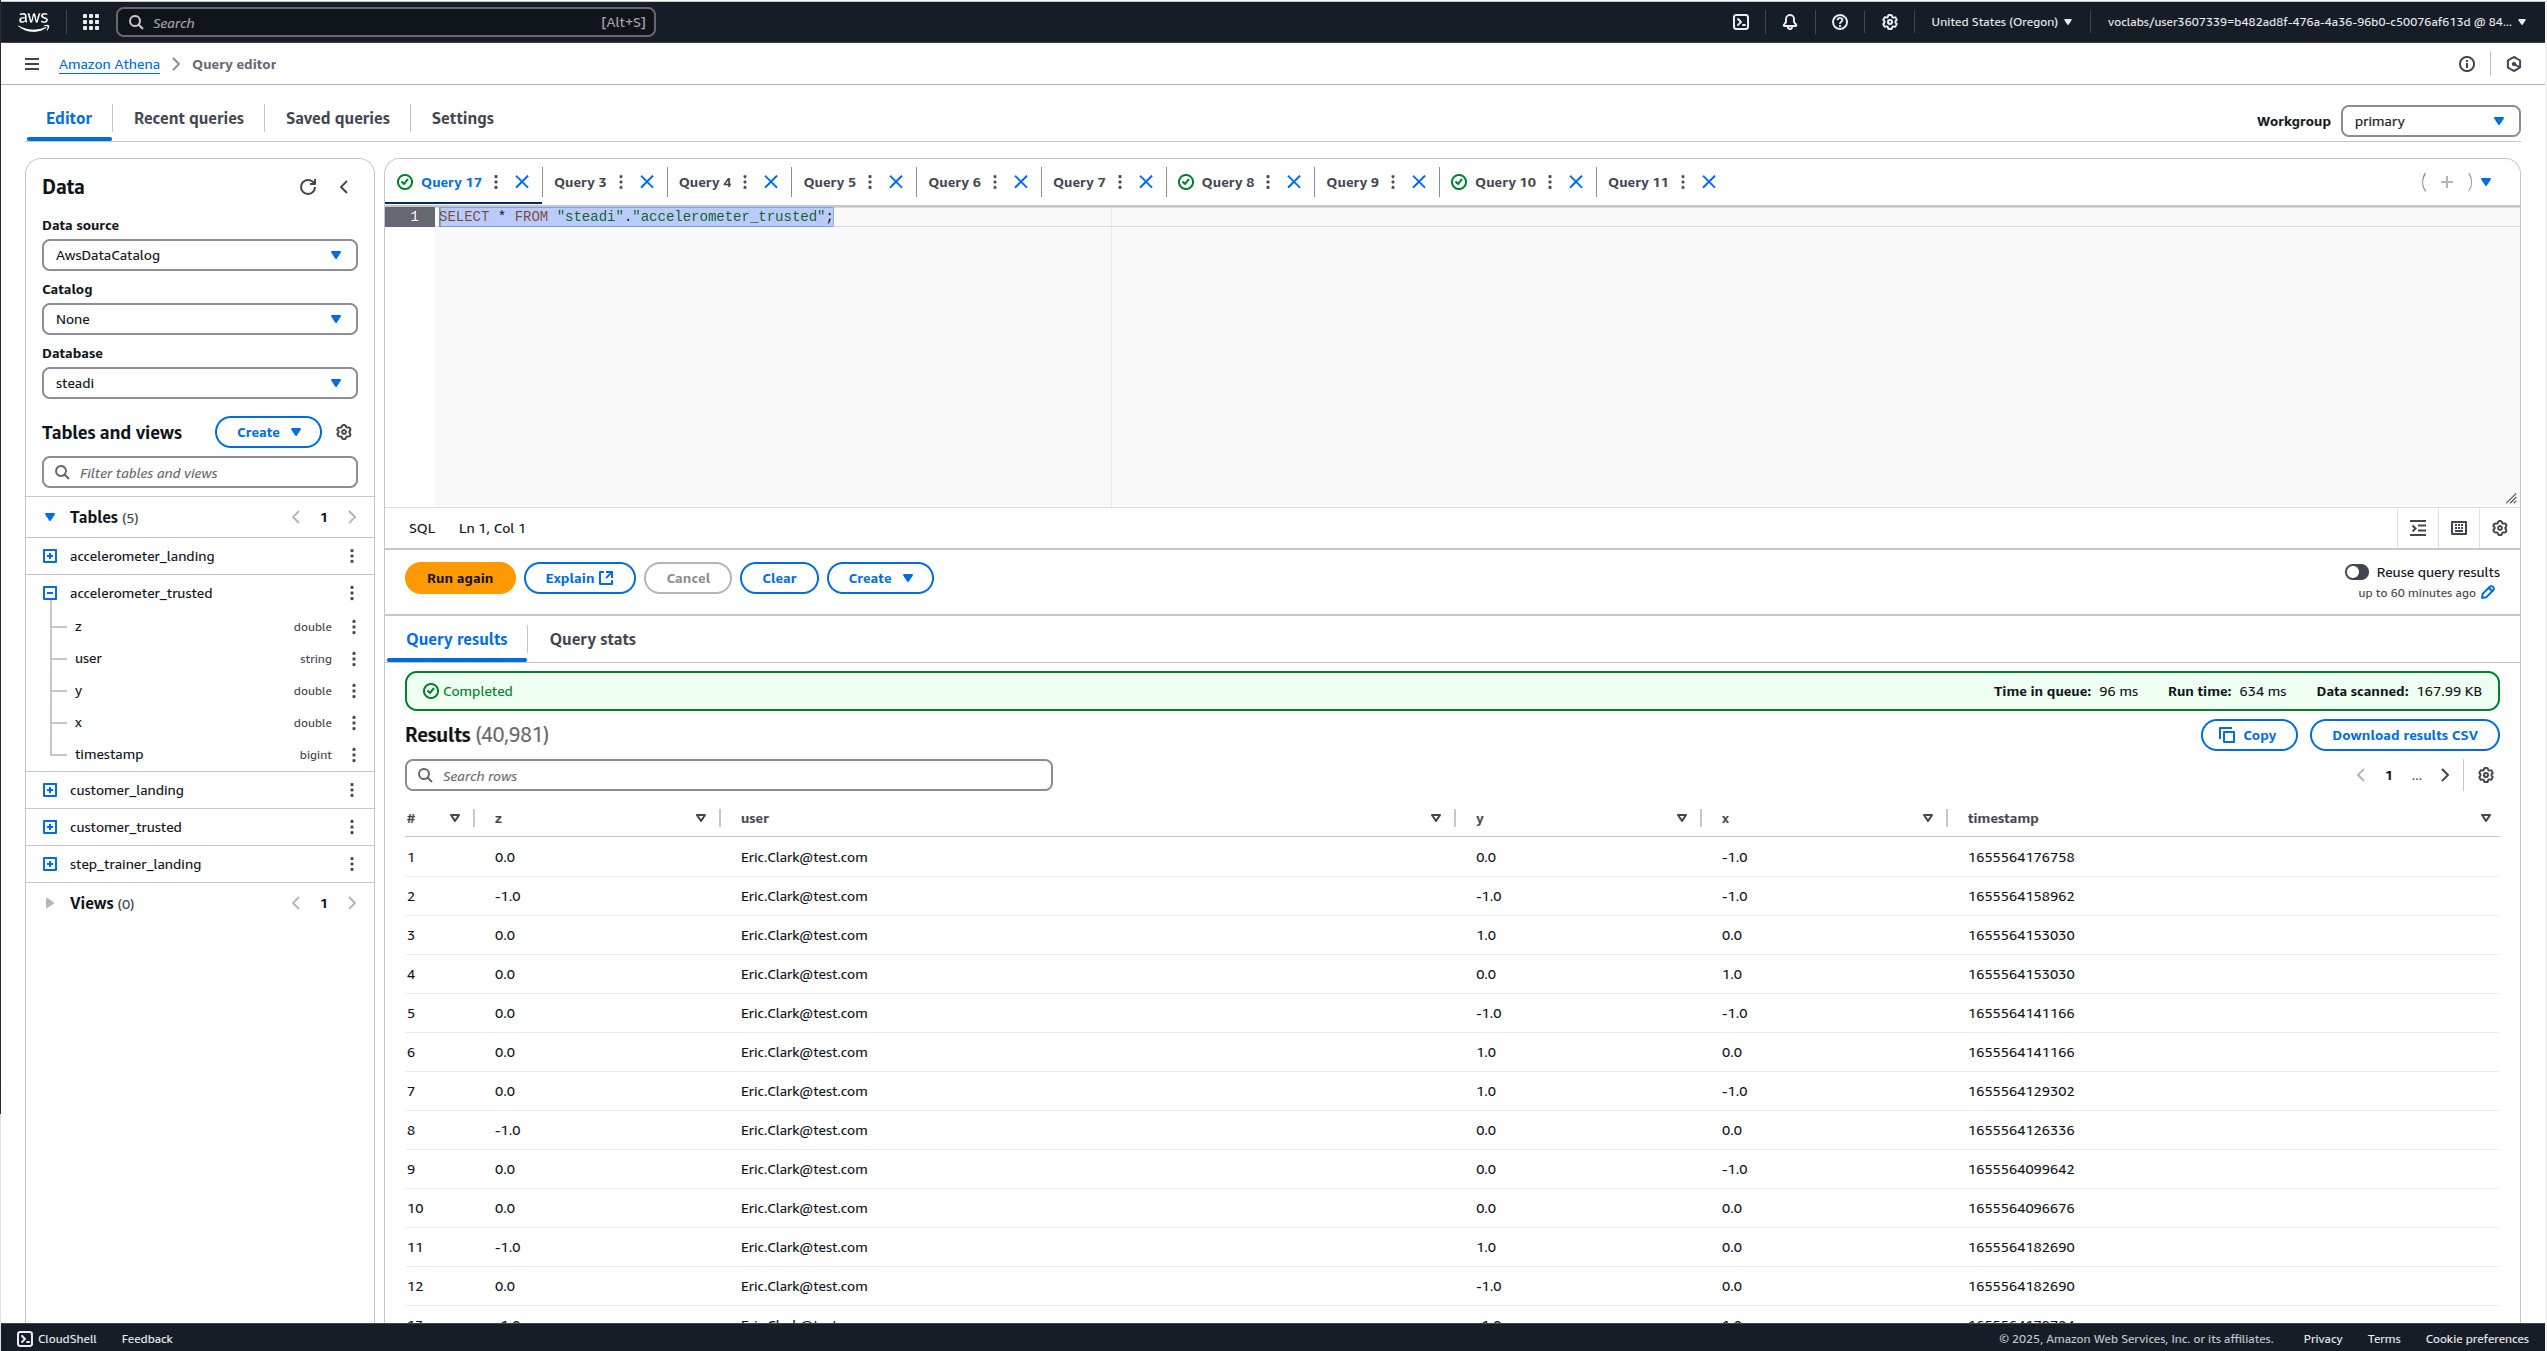 aws
Search [Alt+S]
United States (Oregon)
voclabs/user3607339=b482ad8f-476a-4a36-96b0-c50076af613d @ 84...
Amazon Athena > Query editor
Editor Recent queries Saved queries Settings
Workgroup primary
Data
Data source
AwsDataCatalog
Catalog
None
Database
steadi
Tables and views Create
Filter tables and views
Tables (5) 1
accelerometer_landing
accelerometer_trusted
z double
user string
y double
x double
timestamp bigint
customer_landing
customer_trusted
step_trainer_landing
Views (0) 1
Query 17 Query 3 Query 4 Query 5 Query 6 Query 7 Query 8 Query 9 Query 10 Query 11
1 SELECT * FROM "steadi"."accelerometer_trusted";
SQL Ln 1, Col 1
Run again Explain Cancel Clear Create
Reuse query results
up to 60 minutes ago
Query results Query stats
Completed Time in queue: 96 ms Run time: 634 ms Data scanned: 167.99 KB
Results (40,981) Copy Download results CSV
Search rows 1 ...
# z user y x timestamp
1 0.0 Eric.Clark@test.com 0.0 -1.0 1655564176758
2 -1.0 Eric.Clark@test.com -1.0 -1.0 1655564158962
3 0.0 Eric.Clark@test.com 1.0 0.0 1655564153030
4 0.0 Eric.Clark@test.com 0.0 1.0 1655564153030
5 0.0 Eric.Clark@test.com -1.0 -1.0 1655564141166
6 0.0 Eric.Clark@test.com 1.0 0.0 1655564141166
7 0.0 Eric.Clark@test.com 1.0 -1.0 1655564129302
8 -1.0 Eric.Clark@test.com 0.0 0.0 1655564126336
9 0.0 Eric.Clark@test.com 0.0 -1.0 1655564099642
10 0.0 Eric.Clark@test.com 0.0 0.0 1655564096676
11 -1.0 Eric.Clark@test.com 1.0 0.0 1655564182690
12 0.0 Eric.Clark@test.com -1.0 0.0 1655564182690
CloudShell Feedback
© 2025, Amazon Web Services, Inc. or its affiliates. Privacy Terms Cookie preferences